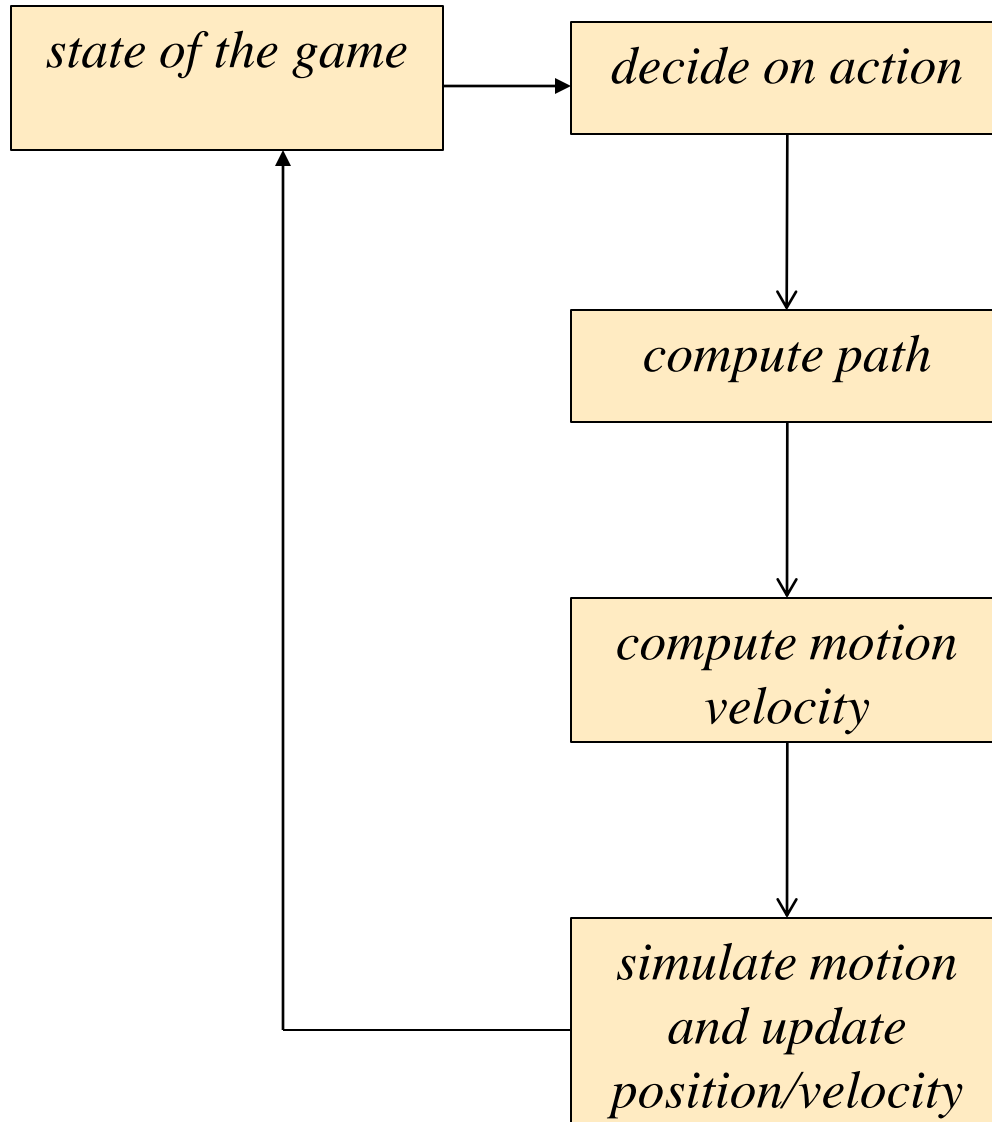 state of the game
decide on action
compute path
compute motion
velocity
simulate motion
and update
position/velocity